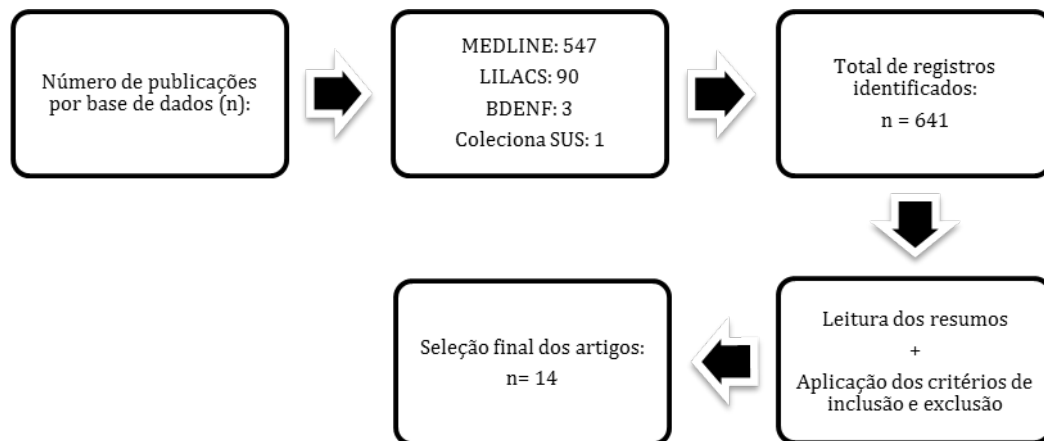 Número de publicações
por base de dados (n):
MEDLINE: 547
LILACS: 90
BDENF: 3
Coleciona SUS: 1
Total de registros
identificados:
n = 641
Leitura dos resumos
+
Aplicação dos critérios de
inclusão e exclusão
Seleção final dos artigos:
n= 14